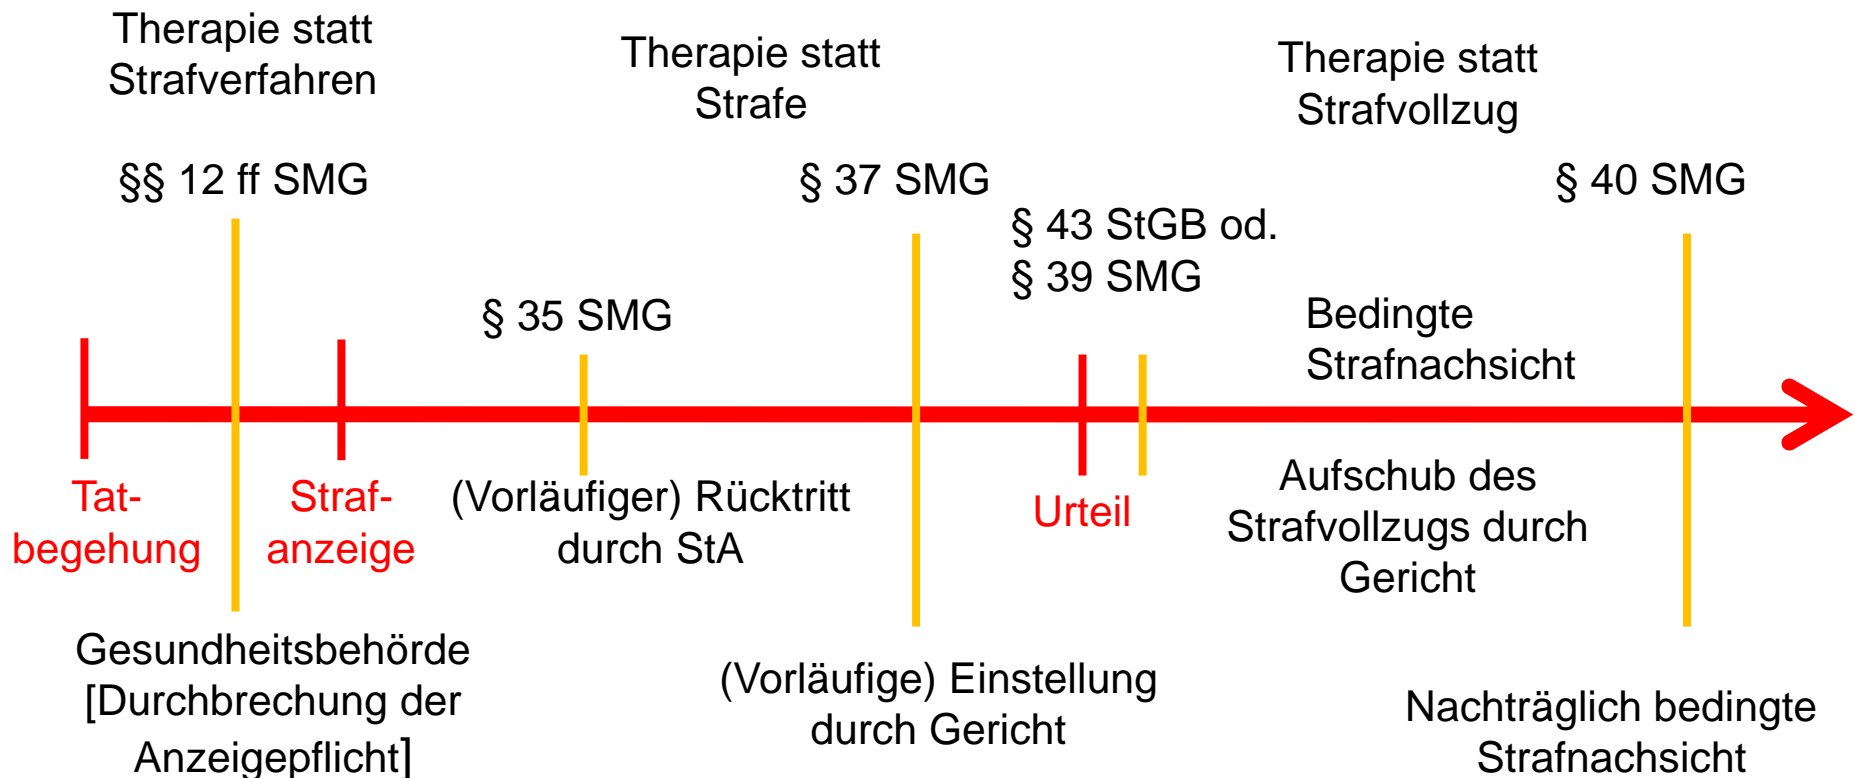 Therapie statt
Strafverfahren
Therapie statt
Strafe
Therapie statt
Strafvollzug
§§ 12 ff SMG
§ 37 SMG
§ 40 SMG
§ 43 StGB od.
§ 39 SMG
§ 35 SMG
Bedingte
Strafnachsicht
Tat-
begehung
Straf-
anzeige
(Vorläufiger) Rücktritt
durch StA
Urteil
Aufschub des
Strafvollzugs durch
Gericht
Gesundheitsbehörde
[Durchbrechung der
Anzeigepflicht]
(Vorläufige) Einstellung
durch Gericht
Nachträglich bedingte
Strafnachsicht